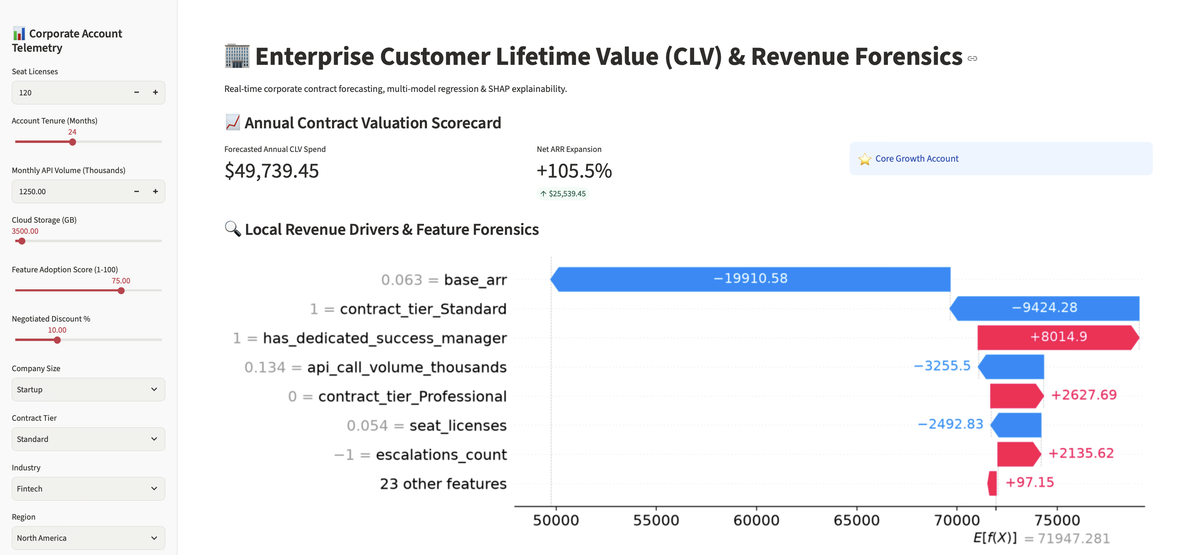 📊 Corporate Account
Telemetry
Seat Licenses
120
Account Tenure (Months)
24
Monthly API Volume (Thousands)
1250.00
Cloud Storage (GB)
3500.00
Feature Adoption Score (1-100)
75.00
Negotiated Discount %
10.00
Company Size
Startup
Contract Tier
Standard
Industry
Fintech
Region
North America
🏢 Enterprise Customer Lifetime Value (CLV) & Revenue Forensics
Real-time corporate contract forecasting, multi-model regression & SHAP explainability.
📈 Annual Contract Valuation Scorecard
Forecasted Annual CLV Spend
$49,739.45
Net ARR Expansion
+105.5%
↑ $25,539.45
⭐ Core Growth Account
🔍 Local Revenue Drivers & Feature Forensics
0.063 = base_arr −19910.58
1 = contract_tier_Standard −9424.28
1 = has_dedicated_success_manager +8014.9
0.134 = api_call_volume_thousands −3255.5
0 = contract_tier_Professional +2627.69
0.054 = seat_licenses −2492.83
−1 = escalations_count +2135.62
23 other features +97.15
50000 55000 60000 65000 70000 75000
E[f(X)] = 71947.281